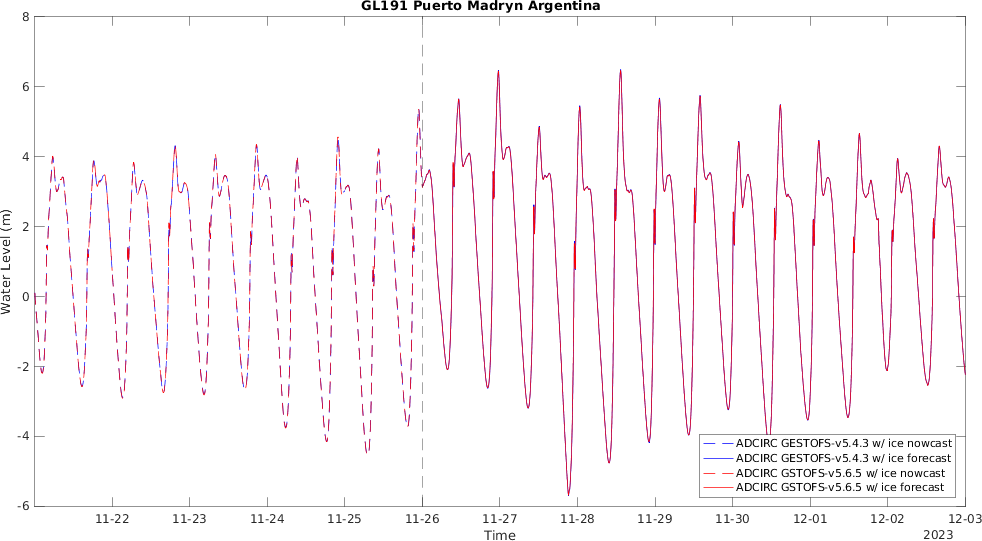 GL191 Puerto Madryn Argentina
8
6
4
2
0
-2
-4
-6
Water Level (m)
ADCIRC GESTOFS-v5.4.3 w/ ice nowcast
ADCIRC GESTOFS-v5.4.3 w/ ice forecast
ADCIRC GSTOFS-v5.6.5 w/ ice nowcast
ADCIRC GSTOFS-v5.6.5 w/ ice forecast
11-22 11-23 11-24 11-25 11-26 11-27 11-28 11-29 11-30 12-01 12-02 12-03
Time
2023